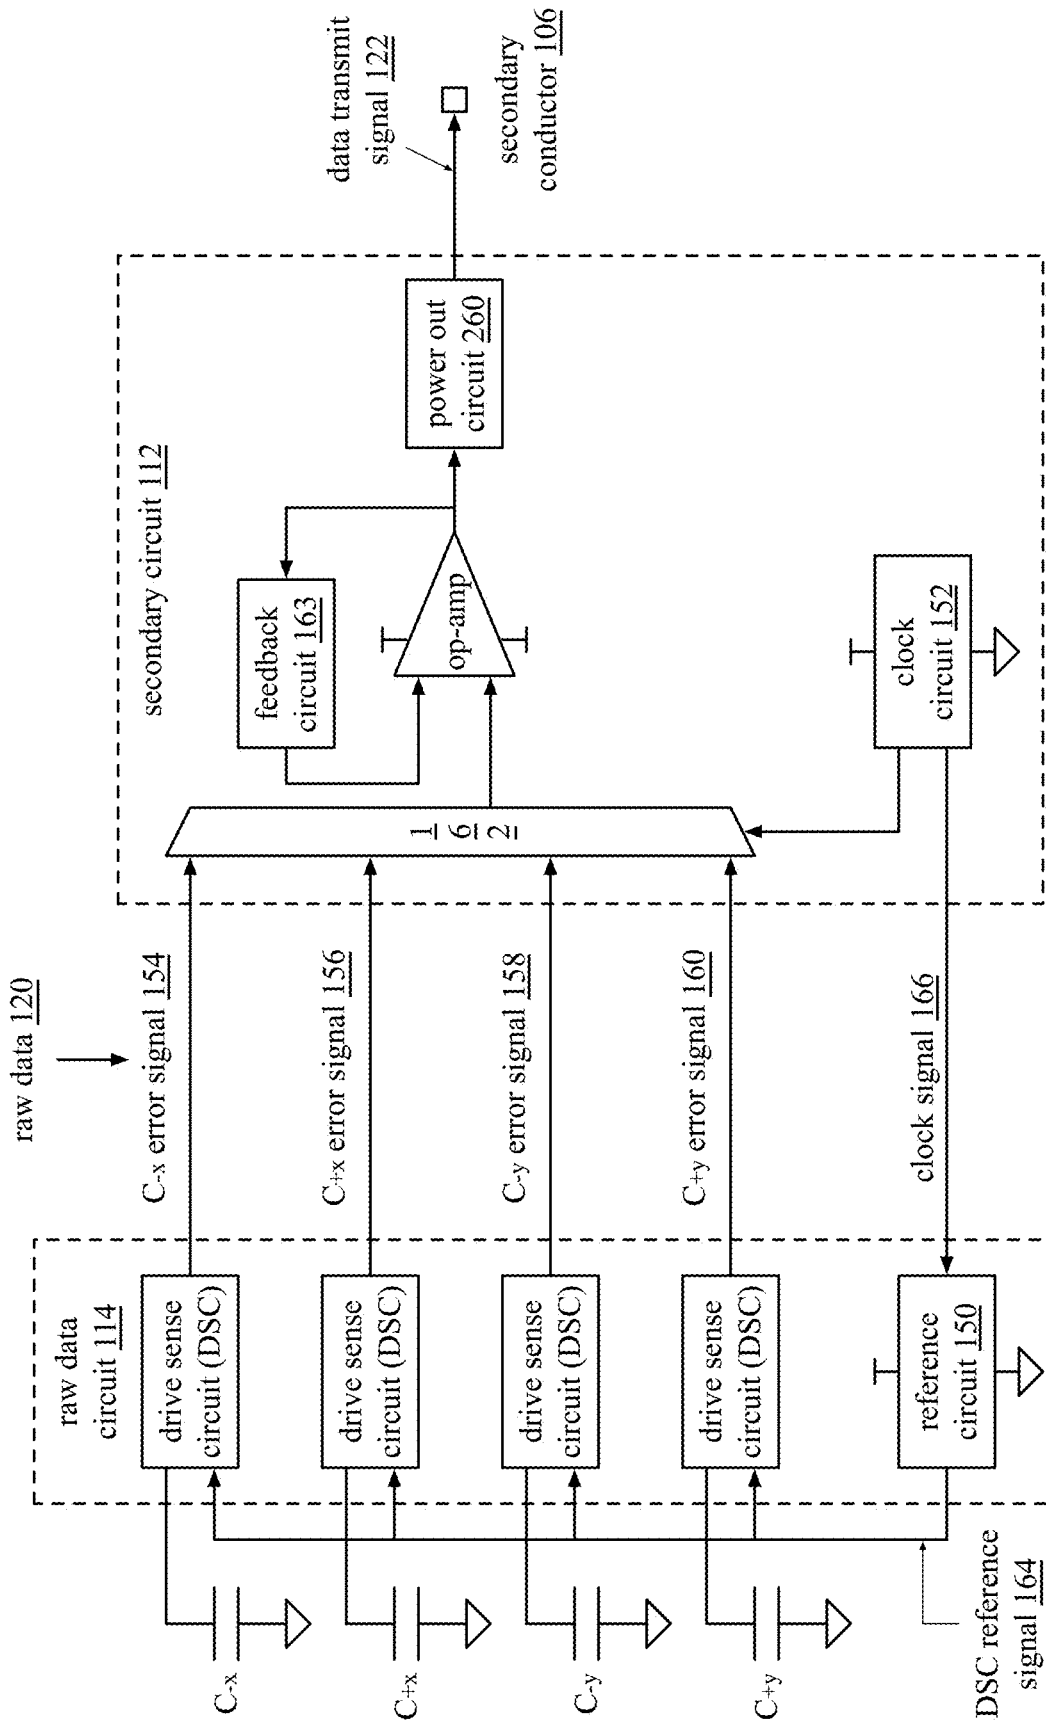 raw data 120
raw data
circuit 114
secondary circuit 112
C-x
drive sense
circuit (DSC)
C-x error signal 154
C+x
drive sense
circuit (DSC)
C+x error signal 156
C-y
drive sense
circuit (DSC)
C-y error signal 158
C+y
drive sense
circuit (DSC)
C+y error signal 160
DSC reference
signal 164
reference
circuit 150
clock signal 166
1
6
2
feedback
circuit 163
op-amp
clock
circuit 152
power out
circuit 260
data transmit
signal 122
secondary
conductor 106